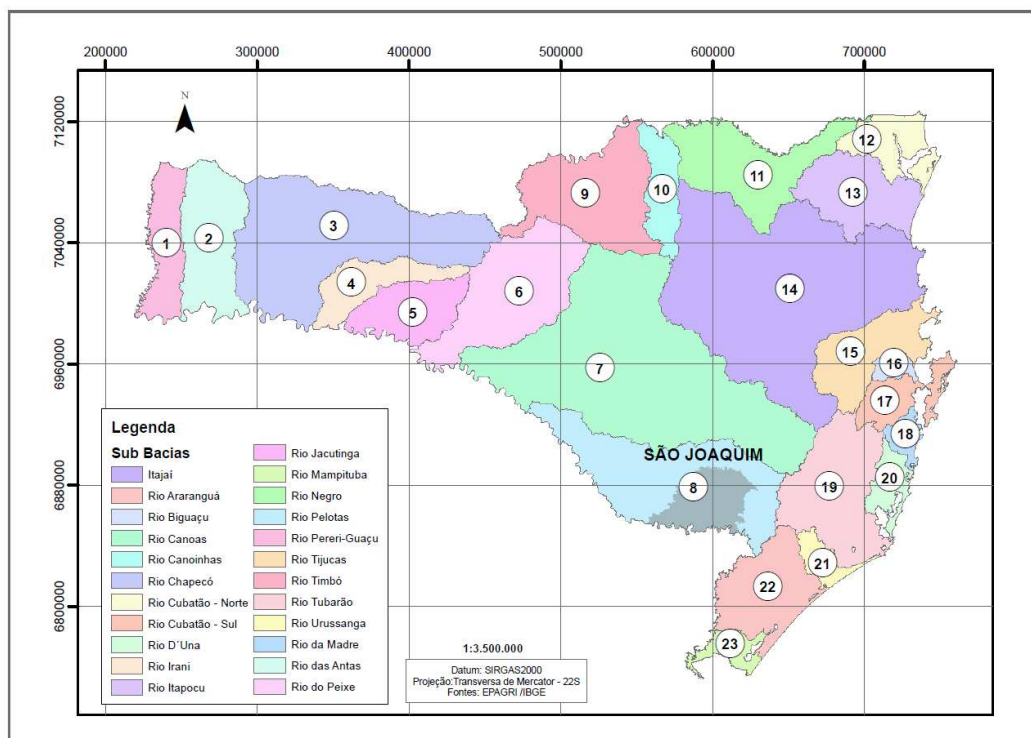 200000 300000 400000 500000 600000 700000
N
7120000
7040000
6960000
6880000
6800000
1
2
3
4
5
6
7
8
9
10
11
12
13
14
15
16
17
18
19
20
21
22
23
SÃO JOAQUIM
Legenda
Sub Bacias
Itajaí
Rio Araranguá
Rio Biguaçu
Rio Canoas
Rio Canoinhas
Rio Chapecó
Rio Cubatão - Norte
Rio Cubatão - Sul
Rio D´Una
Rio Irani
Rio Itapocu
Rio Jacutinga
Rio Mampituba
Rio Negro
Rio Pelotas
Rio Pereri-Guaçu
Rio Tijucas
Rio Timbó
Rio Tubarão
Rio Urussanga
Rio da Madre
Rio das Antas
Rio do Peixe
1:3.500.000
Datum: SIRGAS2000
Projeção:Transversa de Mercator - 22S
Fontes: EPAGRI /IBGE